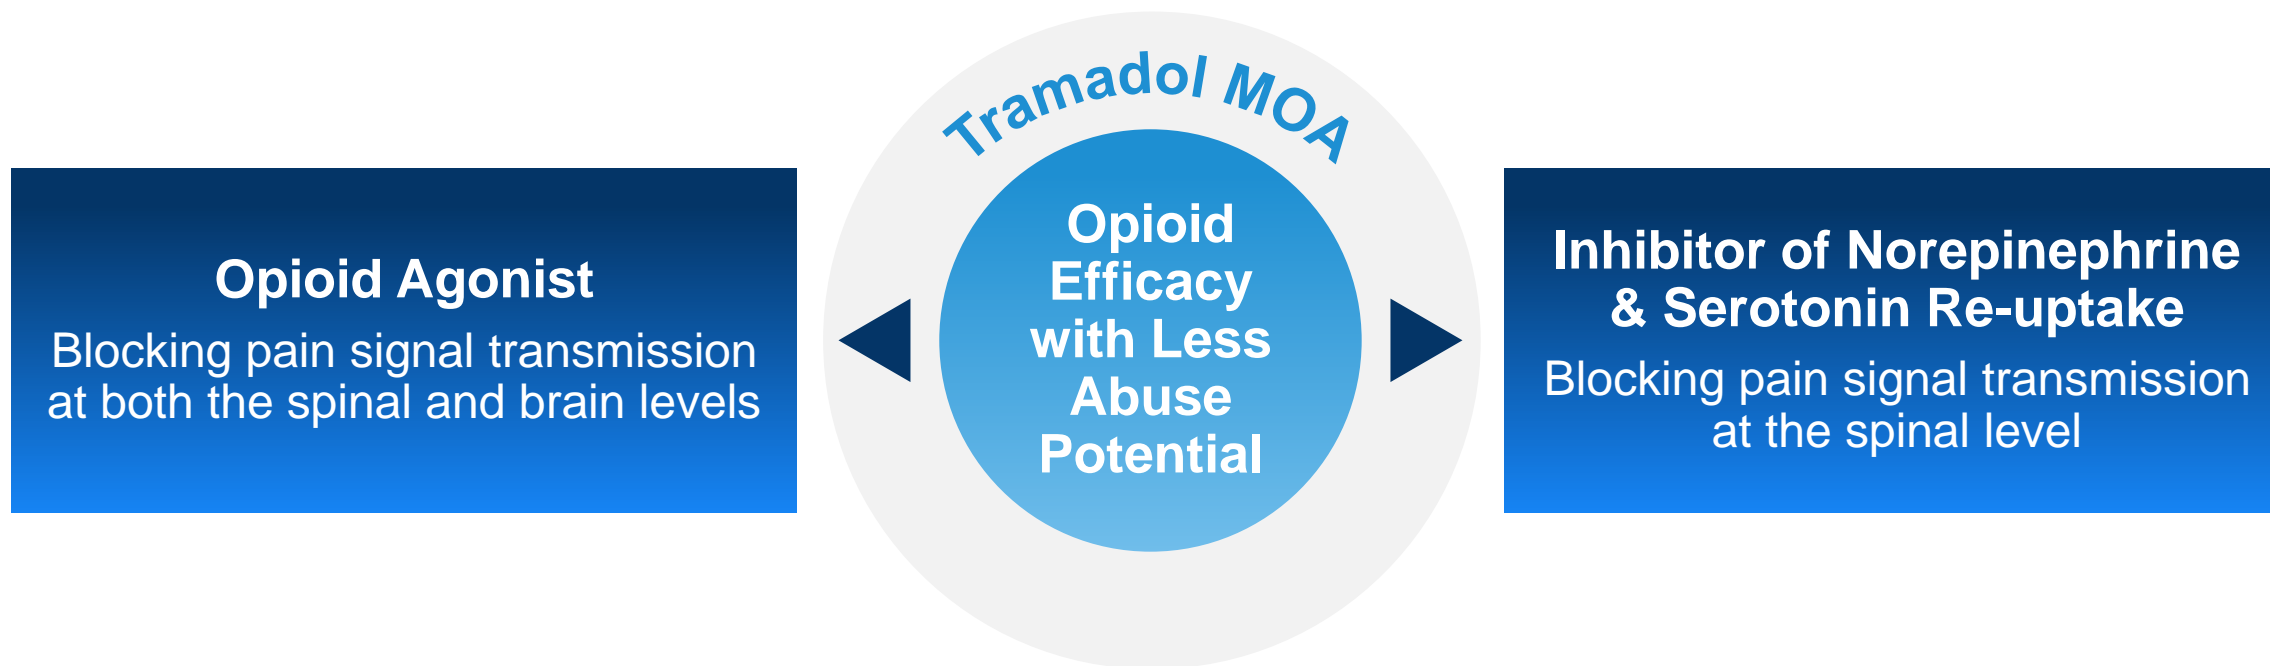 Tramadol MOA
Opioid Agonist
Blocking pain signal transmission
at both the spinal and brain levels
Opioid
Efficacy
with Less
Abuse
Potential
Inhibitor of Norepinephrine
& Serotonin Re-uptake
Blocking pain signal transmission
at the spinal level